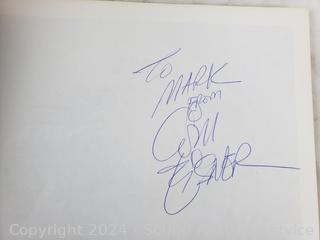 TO
MARK
FROM
Will
EISNER
Copyright 2024